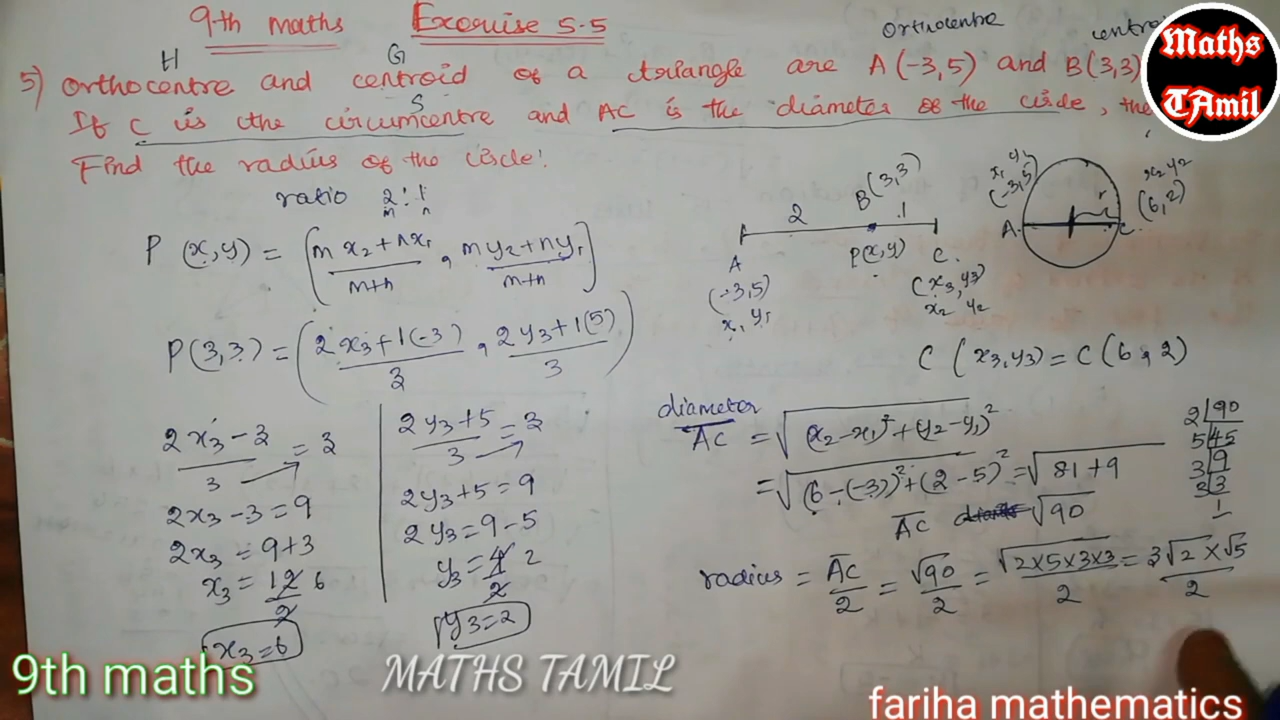 9th maths Exercise 5.5
Orthocentre
H G
5) Orthocentre and centroid of a triangle are A(-3,5) and B(3,3)
S
If C is the circumcentre and AC is the diameter of the circle, the
Find the radius of the circle.
Maths
TAmil
ratio 2:1
m n
P(x,y) = [ (mx₂+nx₁)/(m+n) , (my₂+ny₁)/(m+n) ]
P(3,3) = ( (2x₃+1(-3))/3 , (2y₃+1(5))/3 )
(2x₃-3)/3 = 3
2x₃-3 = 9
2x₃ = 9+3
x₃ = 12/2 6
x₃=6
(2y₃+5)/3 = 3
2y₃+5=9
2y₃=9-5
y₃=4/2 2
y₃=2
2 B(3,3) 1
A P(x,y) C
(-3,5) (x₃,y₃)
x₁ y₁ x₂ y₂
x₁ y₁ x₂ y₂
(-3,5) (6,2)
A r C
C(x₃,y₃) = C(6,2)
diameter
AC = √((x₂-x₁)²+(y₂-y₁)²)
= √((6-(-3))²+(2-5)²) = √(81+9)
AC √90
2|90
5|45
3|9
3|3
1
radius = AC/2 = √90/2 = √(2×5×3×3)/2 = 3√2×√5/2
9th maths
MATHS TAMIL
fariha mathematics